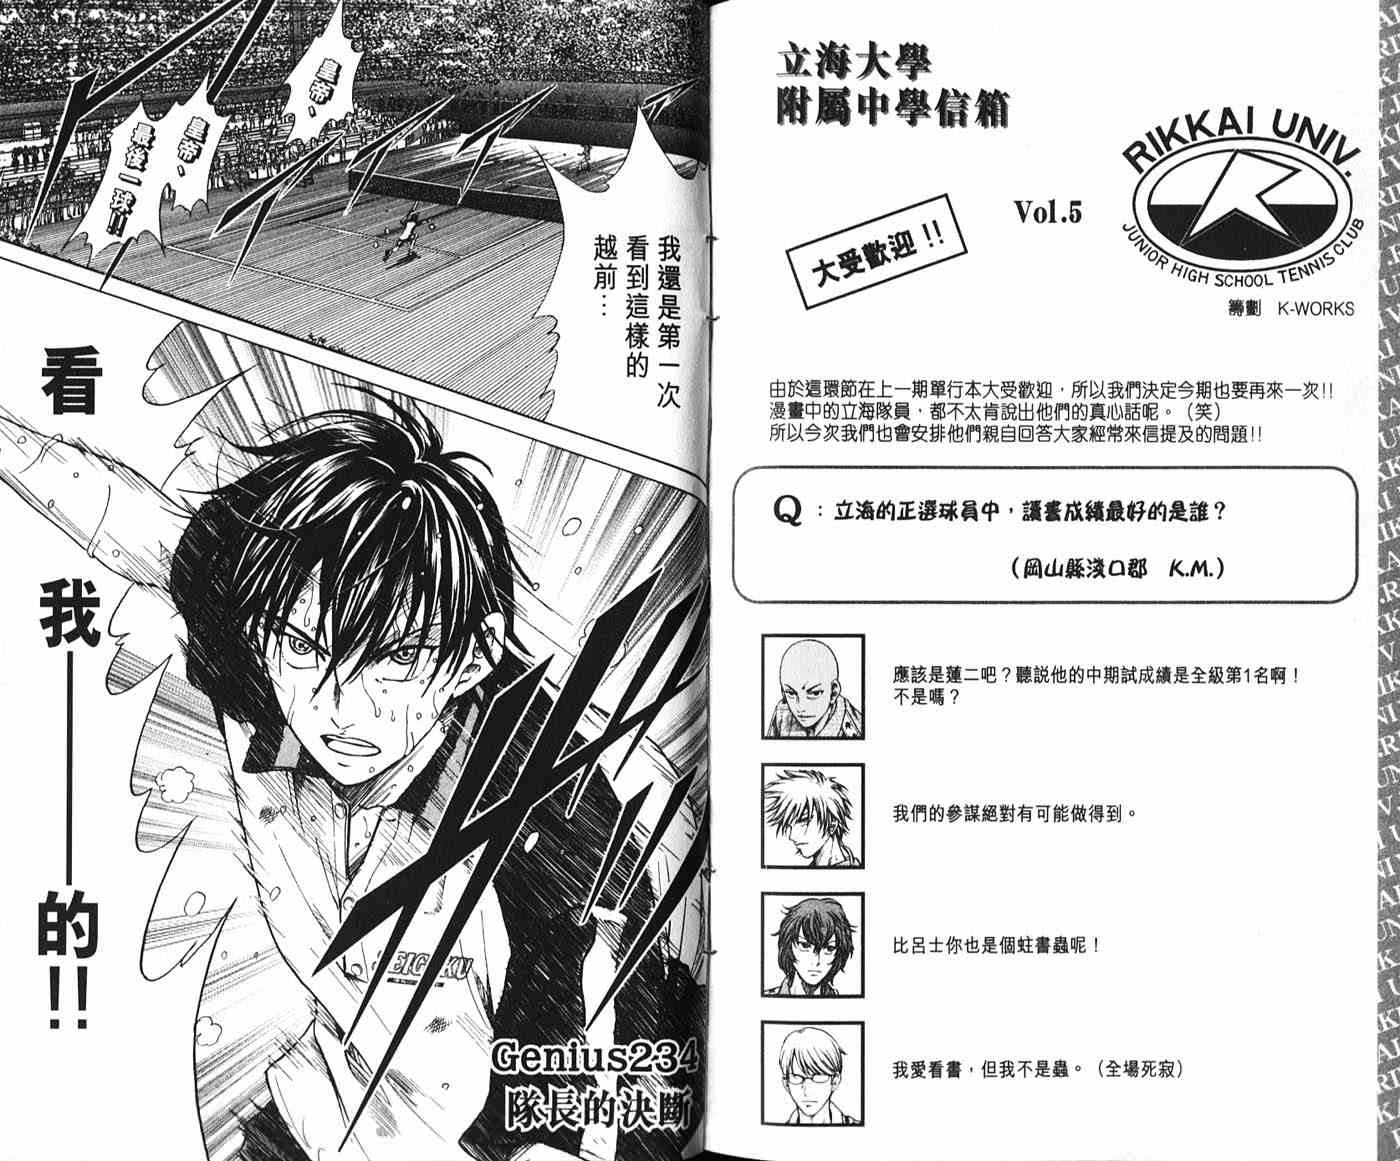 立海大學
附屬中學信箱
Vol.5
大受歡迎!!
RIKKAI UNIV.
JUNIOR HIGH SCHOOL TENNIS CLUB
籌劃 K-WORKS
由於這環節在上一期單行本大受歡迎，所以我們決定今期也要再來一次!!
漫畫中的立海隊員，都不太肯說出他們的真心話呢。（笑）
所以今次我們也會安排他們親自回答大家經常來信提及的問題!!
Q：立海的正選球員中，讀書成績最好的是誰？
（岡山縣淺口郡 K.M.）
應該是蓮二吧？聽説他的中期試成績是全級第1名啊！
不是嗎？
我們的參謀絕對有可能做得到。
比呂士你也是個蛀書蟲呢！
我愛看書，但我不是蟲。（全場死寂）
我還是第一次
看到這樣的
越前…
皇帝、
皇帝、
最後一球!!
看我——的!!
SEIGAKU
Genius234
隊長的決斷